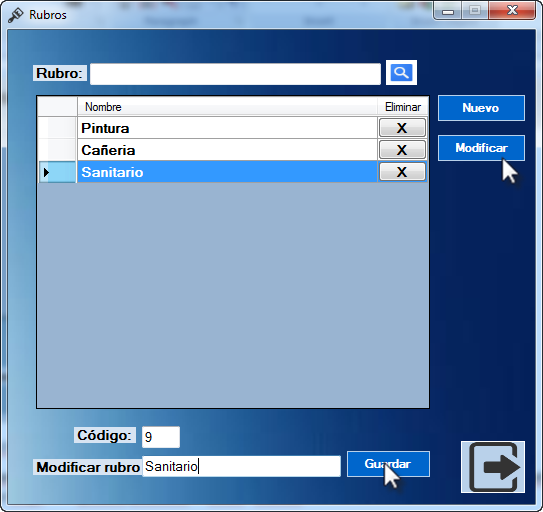 Rubros
Rubro:
Nombre Eliminar
Pintura X
Cañeria X
Sanitario X
Nuevo
Modificar
Código: 9
Modificar rubro Sanitario
Guardar